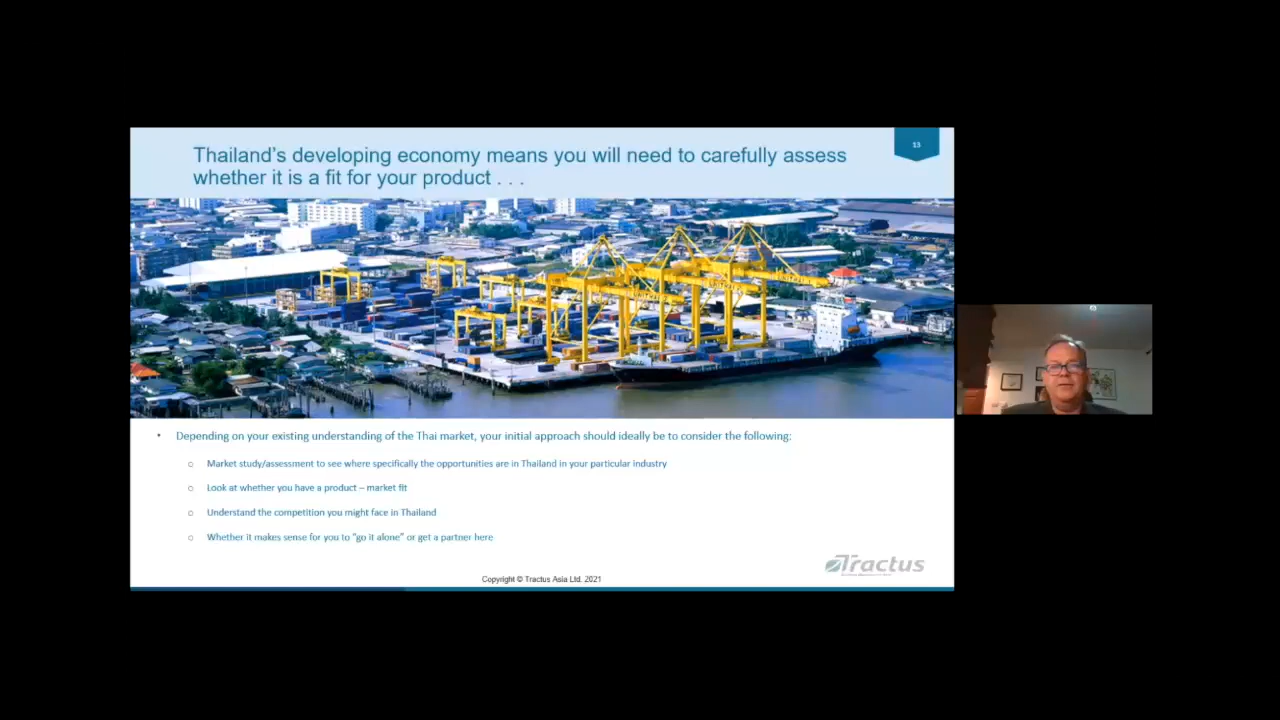 Thailand's developing economy means you will need to carefully assess
whether it is a fit for your product . . .
13
• Depending on your existing understanding of the Thai market, your initial approach should ideally be to consider the following:
o Market study/assessment to see where specifically the opportunities are in Thailand in your particular industry
o Look at whether you have a product – market fit
o Understand the competition you might face in Thailand
o Whether it makes sense for you to "go it alone" or get a partner here
Tractus
Copyright © Tractus Asia Ltd. 2021